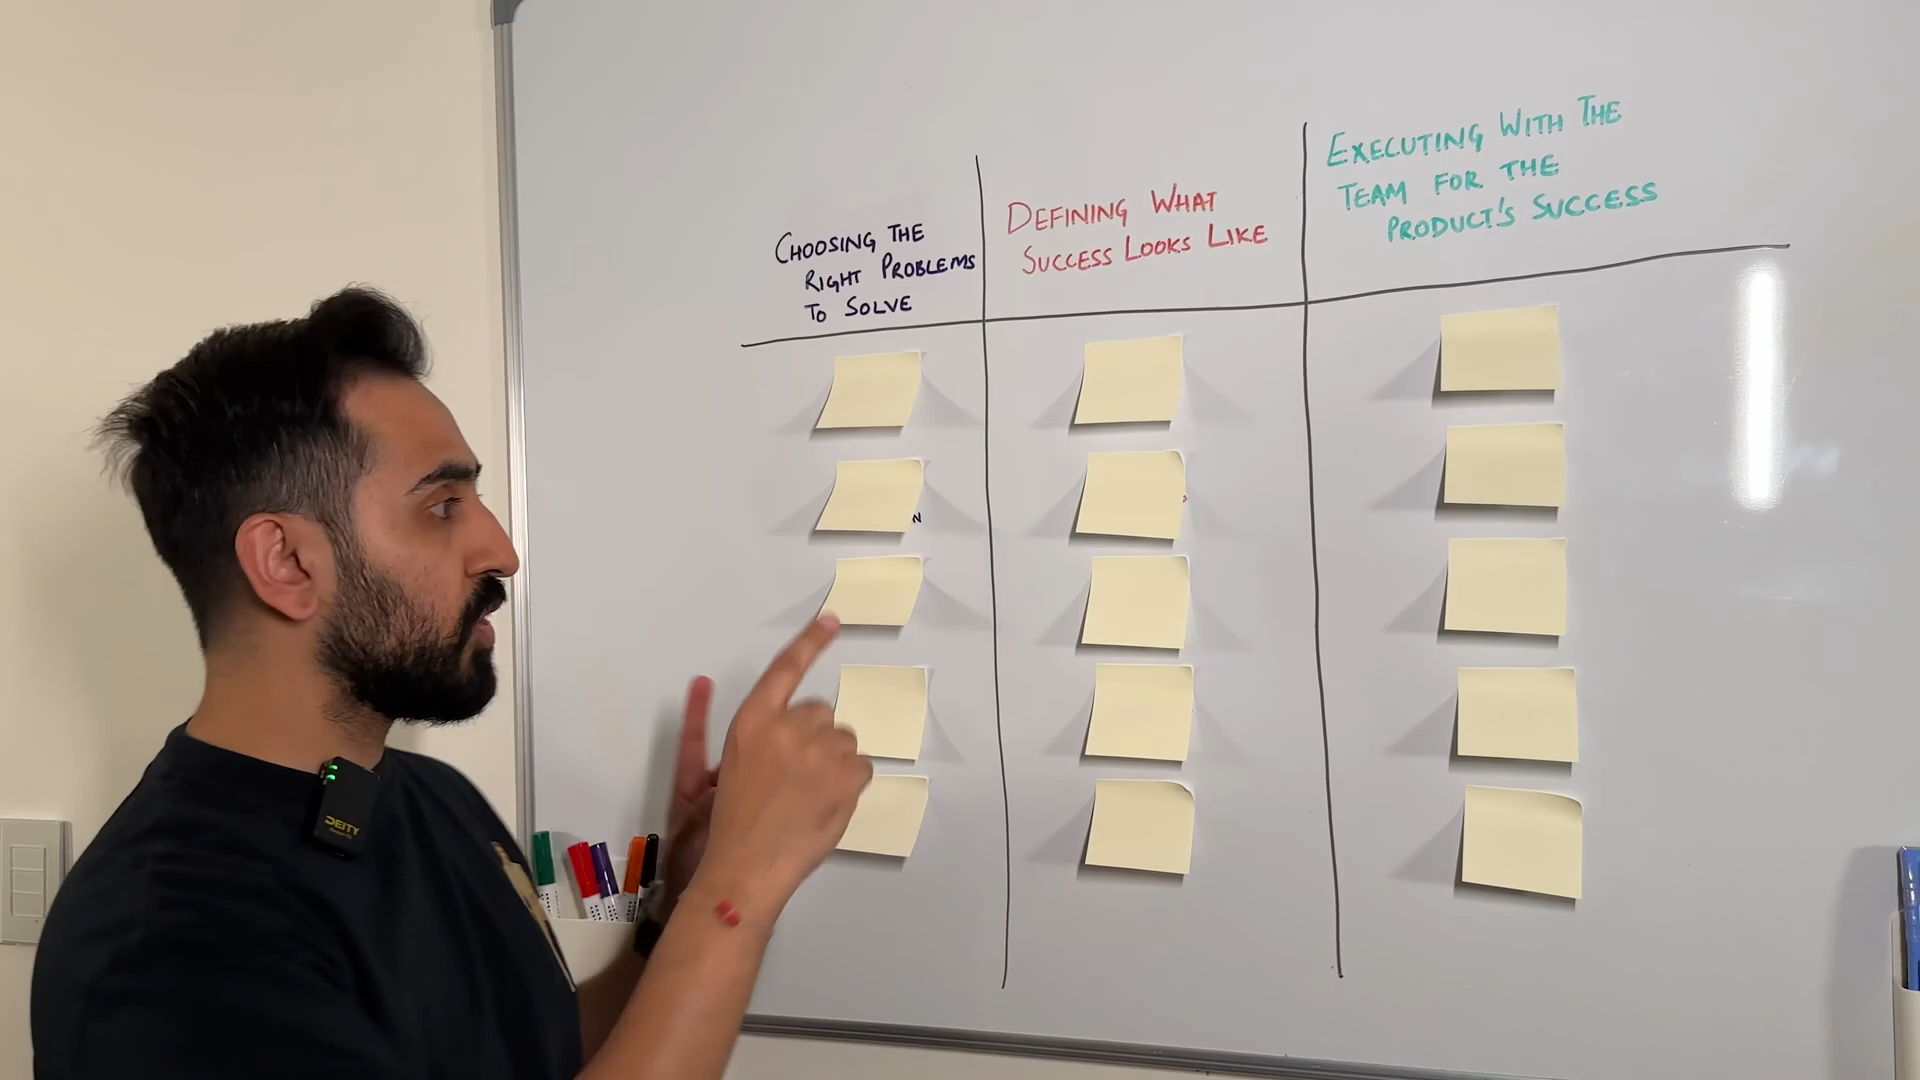 CHOOSING THE
RIGHT PROBLEMS
TO SOLVE
DEFINING WHAT
SUCCESS LOOKS LIKE
EXECUTING WITH THE
TEAM FOR THE
PRODUCT'S SUCCESS
N
DEITY